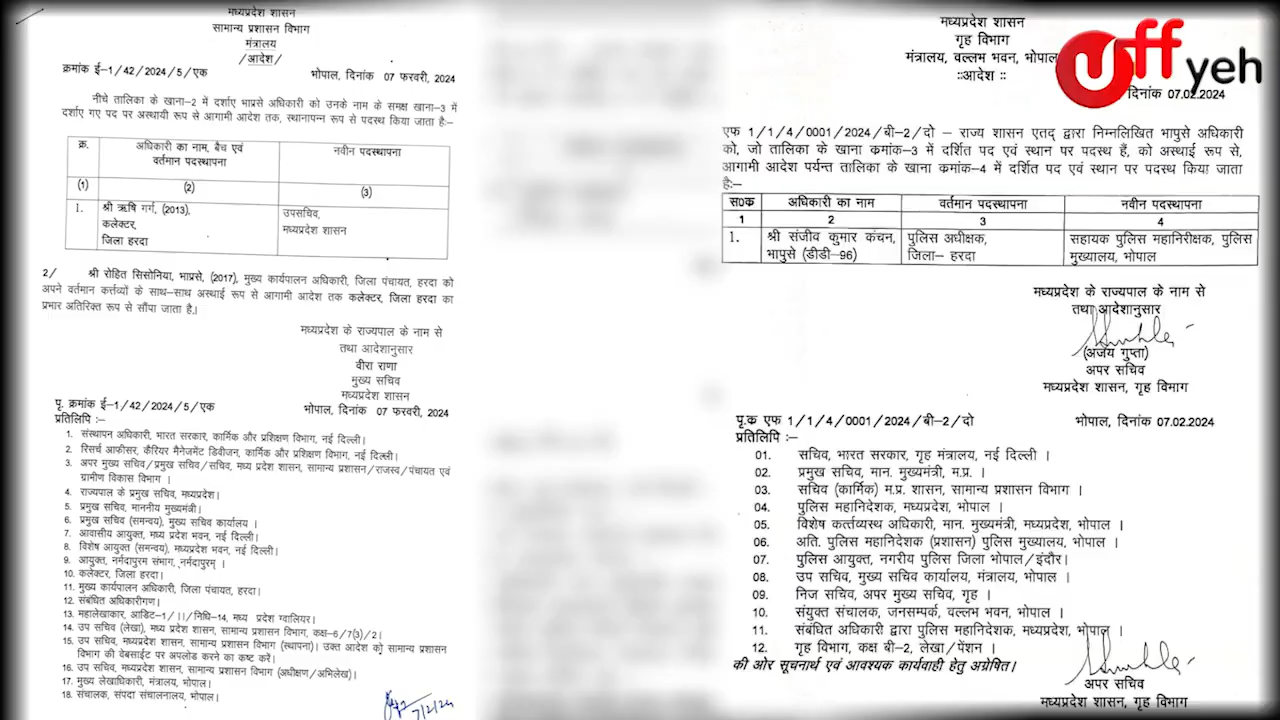 मध्यप्रदेश शासन
सामान्य प्रशासन विभाग
मंत्रालय
/आदेश/
क्रमांक ई–1/42/2024/5/एक भोपाल, दिनांक 07 फरवरी, 2024
नीचे तालिका के खाना-2 में दर्शाए भाप्रसे अधिकारी को उनके नाम के समक्ष खाना-3 में
दर्शाए गए पद पर अस्थायी रूप से आगामी आदेश तक, स्थानापन्न रूप से पदस्थ किया जाता है:–
क्र. अधिकारी का नाम, बैच एवं वर्तमान पदस्थापना नवीन पदस्थापना
(1) (2) (3)
1. श्री ऋषि गर्ग, (2013), उपसचिव,
कलेक्टर, मध्यप्रदेश शासन
जिला हरदा
2/ श्री रोहित सिसोनिया, भाप्रसे, (2017), मुख्य कार्यपालन अधिकारी, जिला पंचायत, हरदा को
अपने वर्तमान कर्त्तव्यों के साथ–साथ अस्थाई रूप से आगामी आदेश तक कलेक्टर, जिला हरदा का
प्रभार अतिरिक्त रूप से सौंपा जाता है।
मध्यप्रदेश के राज्यपाल के नाम से
तथा आदेशानुसार
वीरा राणा
मुख्य सचिव
मध्यप्रदेश शासन
पृ. क्रमांक ई–1/42/2024/5/एक भोपाल, दिनांक 07 फरवरी, 2024
प्रतिलिपि :–
1. संस्थापन अधिकारी, भारत सरकार, कार्मिक और प्रशिक्षण विभाग, नई दिल्ली।
2. रिसर्च आफीसर, कैरियर मैनेजमेंट डिवीजन, कार्मिक और प्रशिक्षण विभाग, नई दिल्ली।
3. अपर मुख्य सचिव/प्रमुख सचिव/सचिव, मध्य प्रदेश शासन, सामान्य प्रशासन/राजस्व/पंचायत एवं
ग्रामीण विकास विभाग ।
4. राज्यपाल के प्रमुख सचिव, मध्यप्रदेश।
5. प्रमुख सचिव, माननीय मुख्यमंत्री।
6. प्रमुख सचिव (समन्वय), मुख्य सचिव कार्यालय ।
7. आवासीय आयुक्त, मध्य प्रदेश भवन, नई दिल्ली।
8. विशेष आयुक्त (समन्वय), मध्यप्रदेश भवन, नई दिल्ली।
9. आयुक्त, नर्मदापुरम संभाग, नर्मदापुरम् ।
10. कलेक्टर, जिला हरदा।
11. मुख्य कार्यपालन अधिकारी, जिला पंचायत, हरदा।
12. संबंधित अधिकारीगण।
13. महालेखाकार, आडिट–1/।।/निधि–14, मध्य प्रदेश ग्वालियर।
14. उप सचिव (लेखा), मध्य प्रदेश शासन, सामान्य प्रशासन विभाग, कक्ष–6/7(3)/2।
15. उप सचिव, मध्यप्रदेश शासन, सामान्य प्रशासन विभाग (स्थापना)। उक्त आदेश को सामान्य प्रशासन
विभाग की वेबसाईट पर अपलोड करने का कष्ट करें।
16. उप सचिव, मध्यप्रदेश शासन, सामान्य प्रशासन विभाग (अधीक्षण/अभिलेख)।
17. मुख्य लेखाधिकारी, मंत्रालय, भोपाल।
18. संचालक, संपदा संचालनालय, भोपाल।
7/2/24
मध्यप्रदेश शासन
गृह विभाग
मंत्रालय, वल्लभ भवन, भोपाल
::आदेश ::
दिनांक 07.02.2024
Uff yeh
एफ 1/1/4/0001/2024/बी–2/दो – राज्य शासन एतद् द्वारा निम्नलिखित भापुसे अधिकारी
को, जो तालिका के खाना कमांक–3 में दर्शित पद एवं स्थान पर पदस्थ हैं, को अस्थाई रूप से,
आगामी आदेश पर्यन्त तालिका के खाना क्रमांक–4 में दर्शित पद एवं स्थान पर पदस्थ किया जाता
है:–
स0क अधिकारी का नाम वर्तमान पदस्थापना नवीन पदस्थापना
1 2 3 4
1. श्री संजीव कुमार कंचन, पुलिस अधीक्षक, सहायक पुलिस महानिरीक्षक, पुलिस
भापुसे (डीडी–96) जिला– हरदा मुख्यालय, भोपाल
मध्यप्रदेश के राज्यपाल के नाम से
तथा आदेशानुसार
(अजय गुप्ता)
अपर सचिव
मध्यप्रदेश शासन, गृह विभाग
पृ.क एफ 1/1/4/0001/2024/बी–2/दो भोपाल, दिनांक 07.02.2024
प्रतिलिपि :–
01. सचिव, भारत सरकार, गृह मंत्रालय, नई दिल्ली ।
02. प्रमुख सचिव, मान. मुख्यमंत्री, म.प्र. ।
03. सचिव (कार्मिक) म.प्र. शासन, सामान्य प्रशासन विभाग ।
04. पुलिस महानिदेशक, मध्यप्रदेश, भोपाल ।
05. विशेष कर्त्तव्यस्थ अधिकारी, मान. मुख्यमंत्री, मध्यप्रदेश, भोपाल ।
06. अति. पुलिस महानिदेशक (प्रशासन) पुलिस मुख्यालय, भोपाल ।
07. पुलिस आयुक्त, नगरीय पुलिस जिला भोपाल/इंदौर।
08. उप सचिव, मुख्य सचिव कार्यालय, मंत्रालय, भोपाल ।
09. निज सचिव, अपर मुख्य सचिव, गृह ।
10. संयुक्त संचालक, जनसम्पर्क, वल्लभ भवन, भोपाल ।
11. संबंधित अधिकारी द्वारा पुलिस महानिदेशक, मध्यप्रदेश, भोपाल ।
12. गृह विभाग, कक्ष बी–2, लेखा/पेंशन ।
की ओर सूचनार्थ एवं आवश्यक कार्यवाही हेतु अग्रेषित।
अपर सचिव
मध्यप्रदेश शासन, गृह विभाग